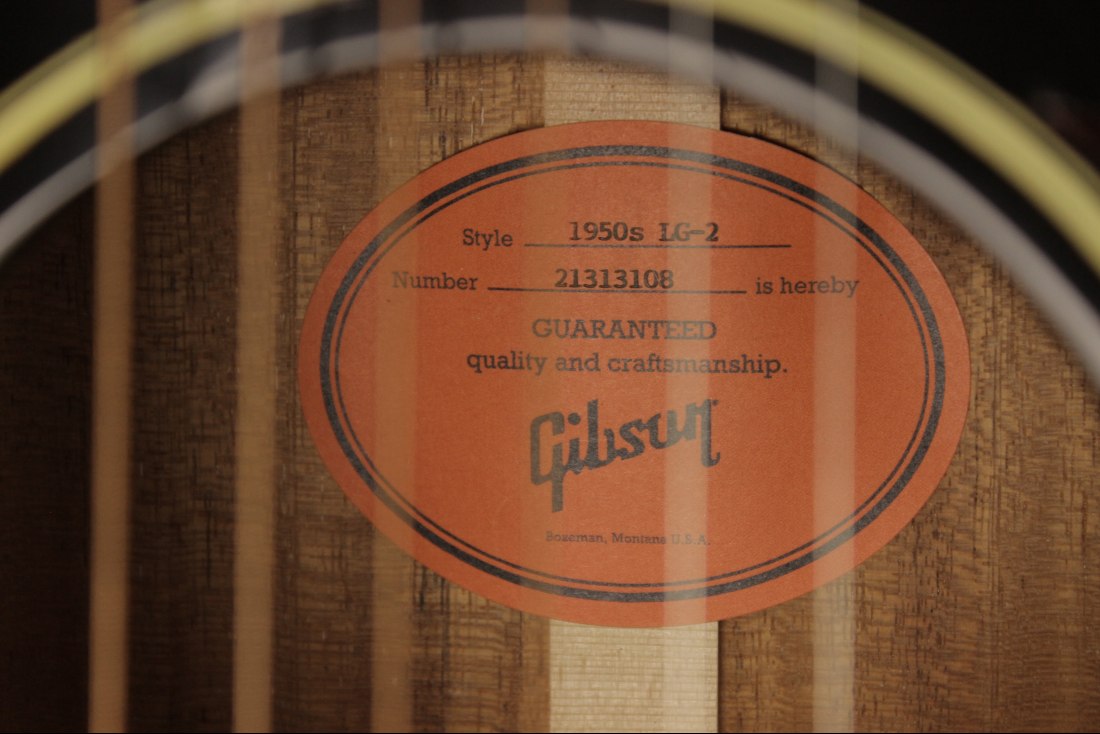 Style 1950s LG-2
Number 21313108 is hereby
GUARANTEED
quality and craftsmanship.
Gibson
Bozeman, Montana U.S.A.